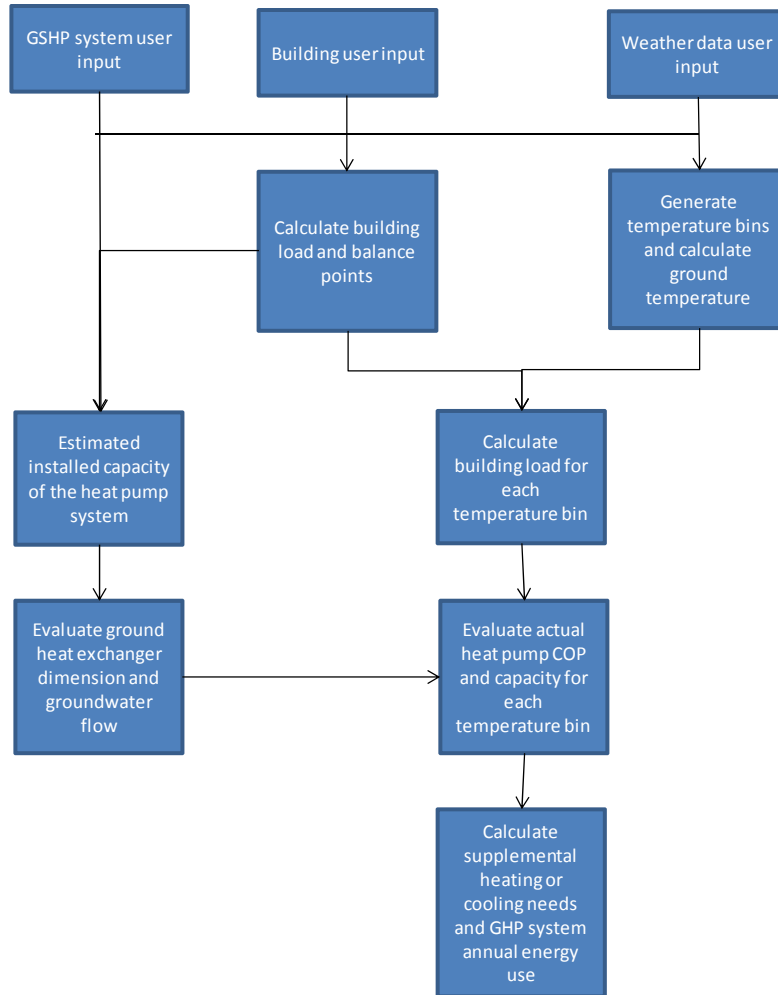 GSHP system user
input
Building user input
Weather data user
input
Calculate building
load and balance
points
Generate
temperature bins
and calculate
ground
temperature
Estimated
installed capacity
of the heat pump
system
Calculate
building load for
each
temperature bin
Evaluate ground
heat exchanger
dimension and
groundwater
flow
Evaluate actual
heat pump COP
and capacity for
each
temperature bin
Calculate
supplemental
heating or
cooling needs
and GHP system
annual energy
use